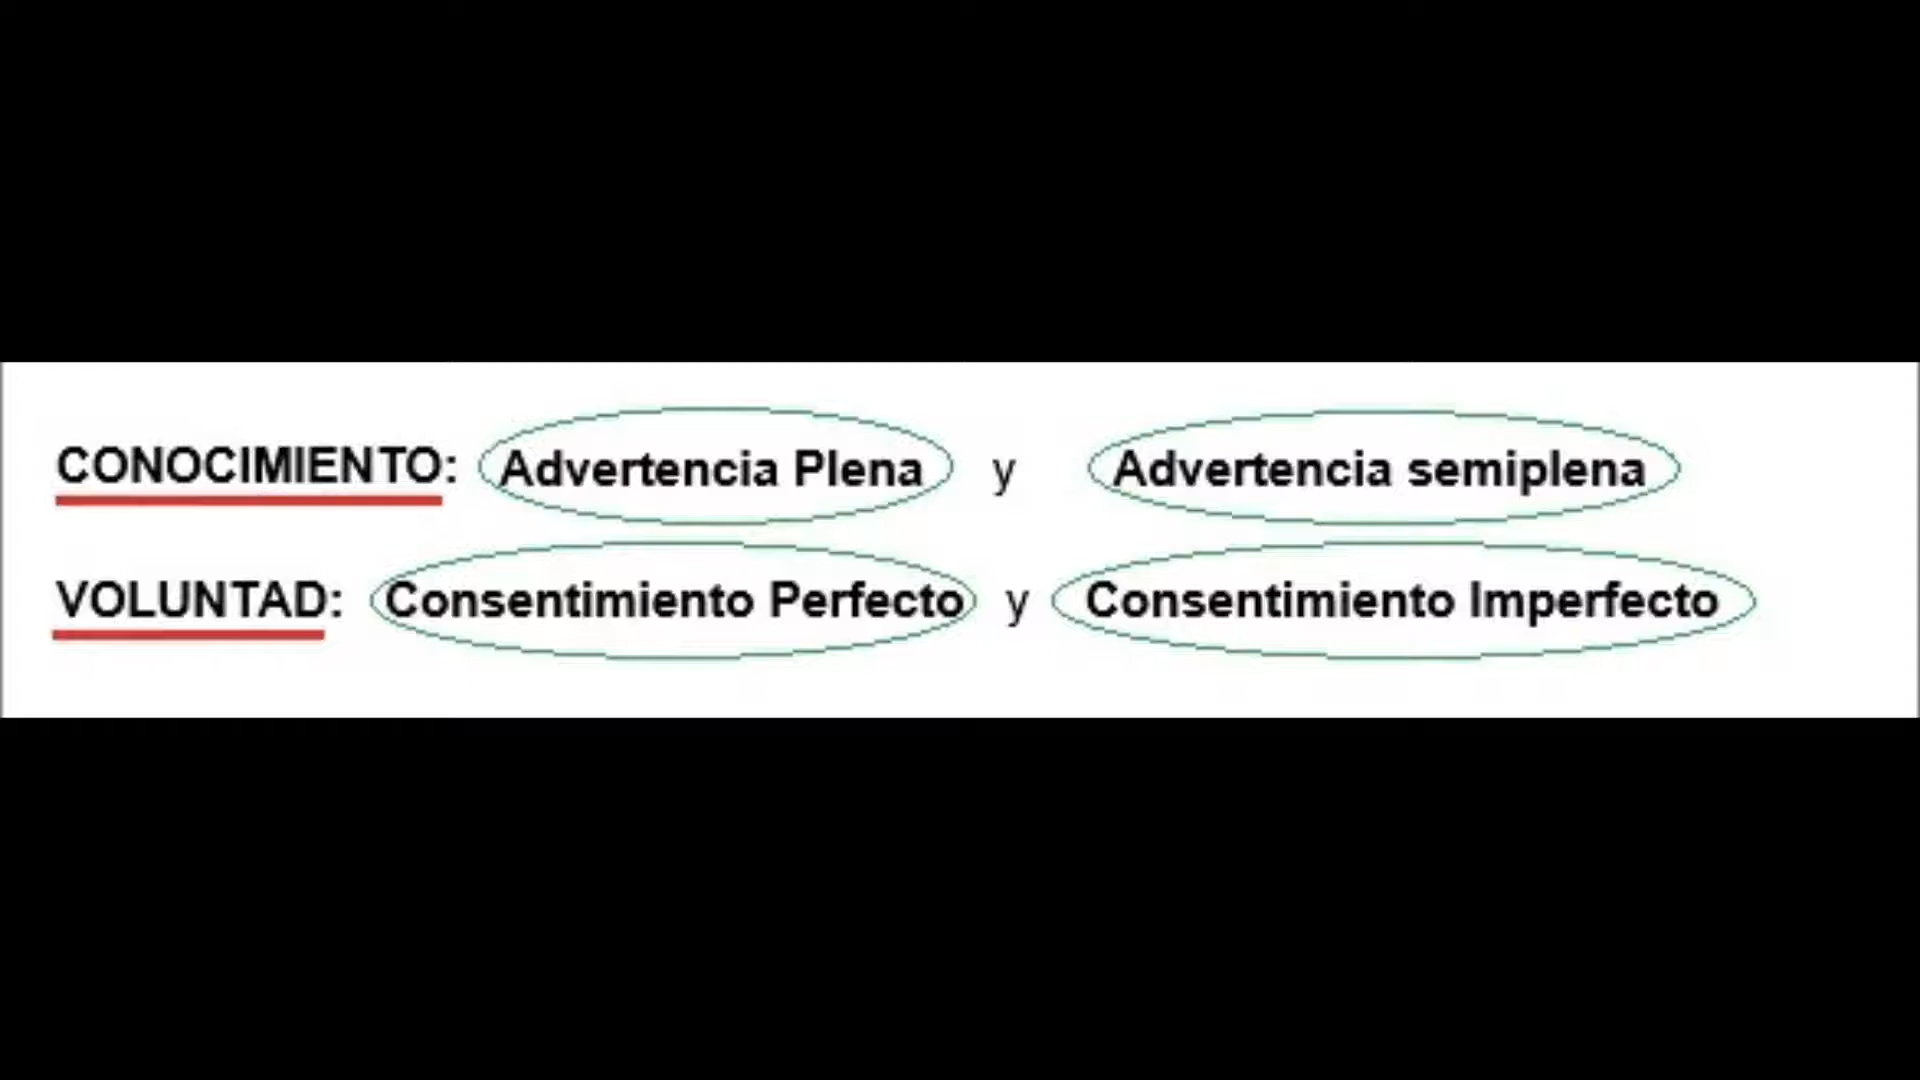 CONOCIMIENTO: Advertencia Plena y Advertencia semiplena
VOLUNTAD: Consentimiento Perfecto y Consentimiento Imperfecto